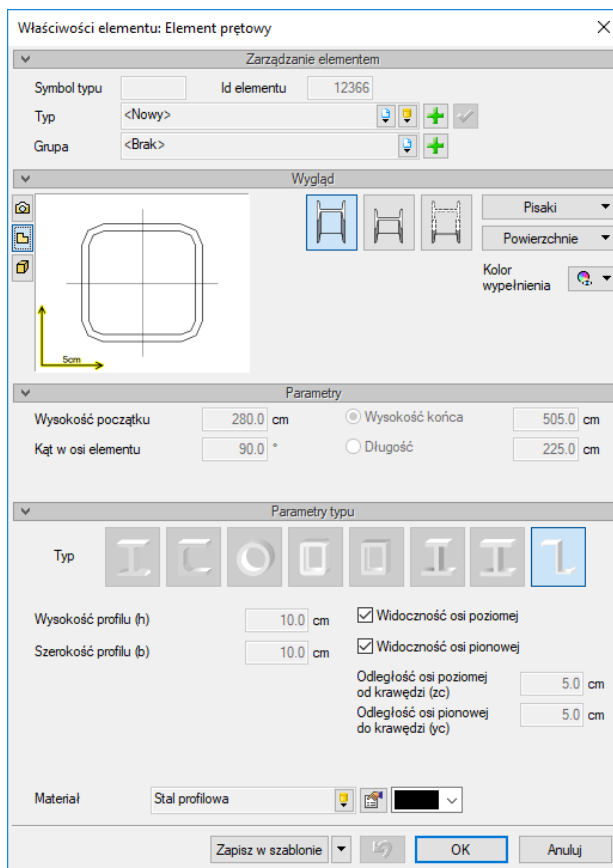 Właściwości elementu: Element prętowy
Zarządzanie elementem
Symbol typu Id elementu 12366
Typ <Nowy>
Grupa <Brak>
Wygląd
Pisaki
Powierzchnie
Kolor wypełnienia
5cm
Parametry
Wysokość początku 280.0 cm Wysokość końca 505.0 cm
Kąt w osi elementu 90.0 ° Długość 225.0 cm
Parametry typu
Typ
Wysokość profilu (h) 10.0 cm Widoczność osi poziomej
Szerokość profilu (b) 10.0 cm Widoczność osi pionowej
Odległość osi poziomej od krawędzi (zc) 5.0 cm
Odległość osi pionowej do krawędzi (yc) 5.0 cm
Materiał Stal profilowa
Zapisz w szablonie OK Anuluj